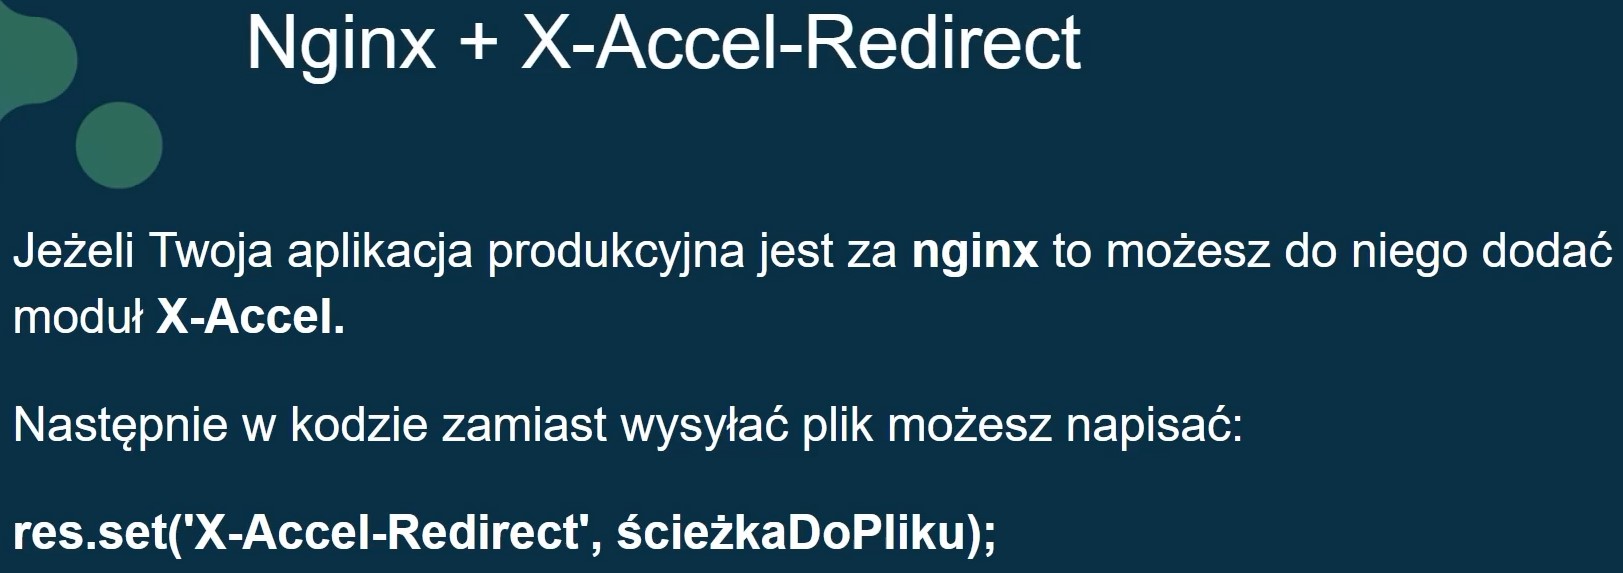 Nginx + X-Accel-Redirect
Jeżeli Twoja aplikacja produkcyjna jest za nginx to możesz do niego dodać
moduł X-Accel.
Następnie w kodzie zamiast wysyłać plik możesz napisać:
res.set('X-Accel-Redirect', ścieżkaDoPliku);